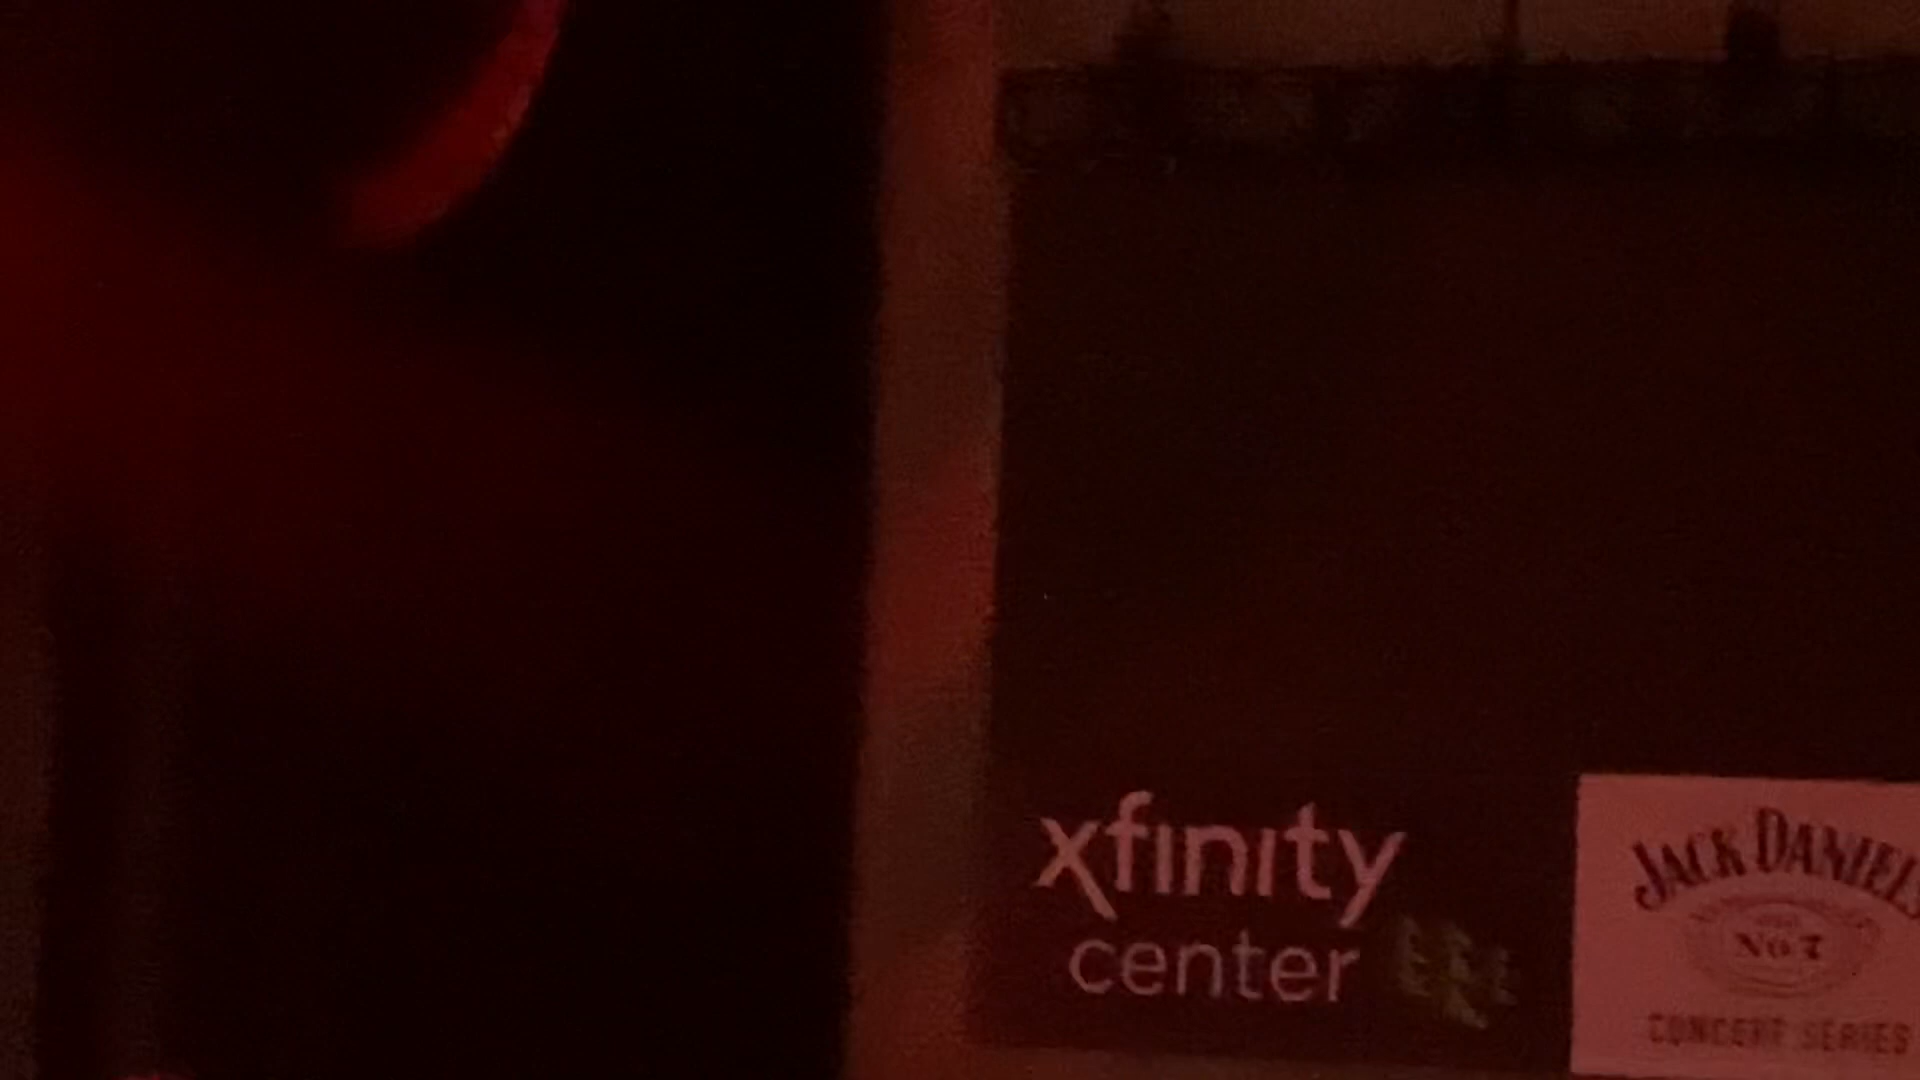 xfinity
center
JACK DANIEL'S
No 7
CONCERT SERIES